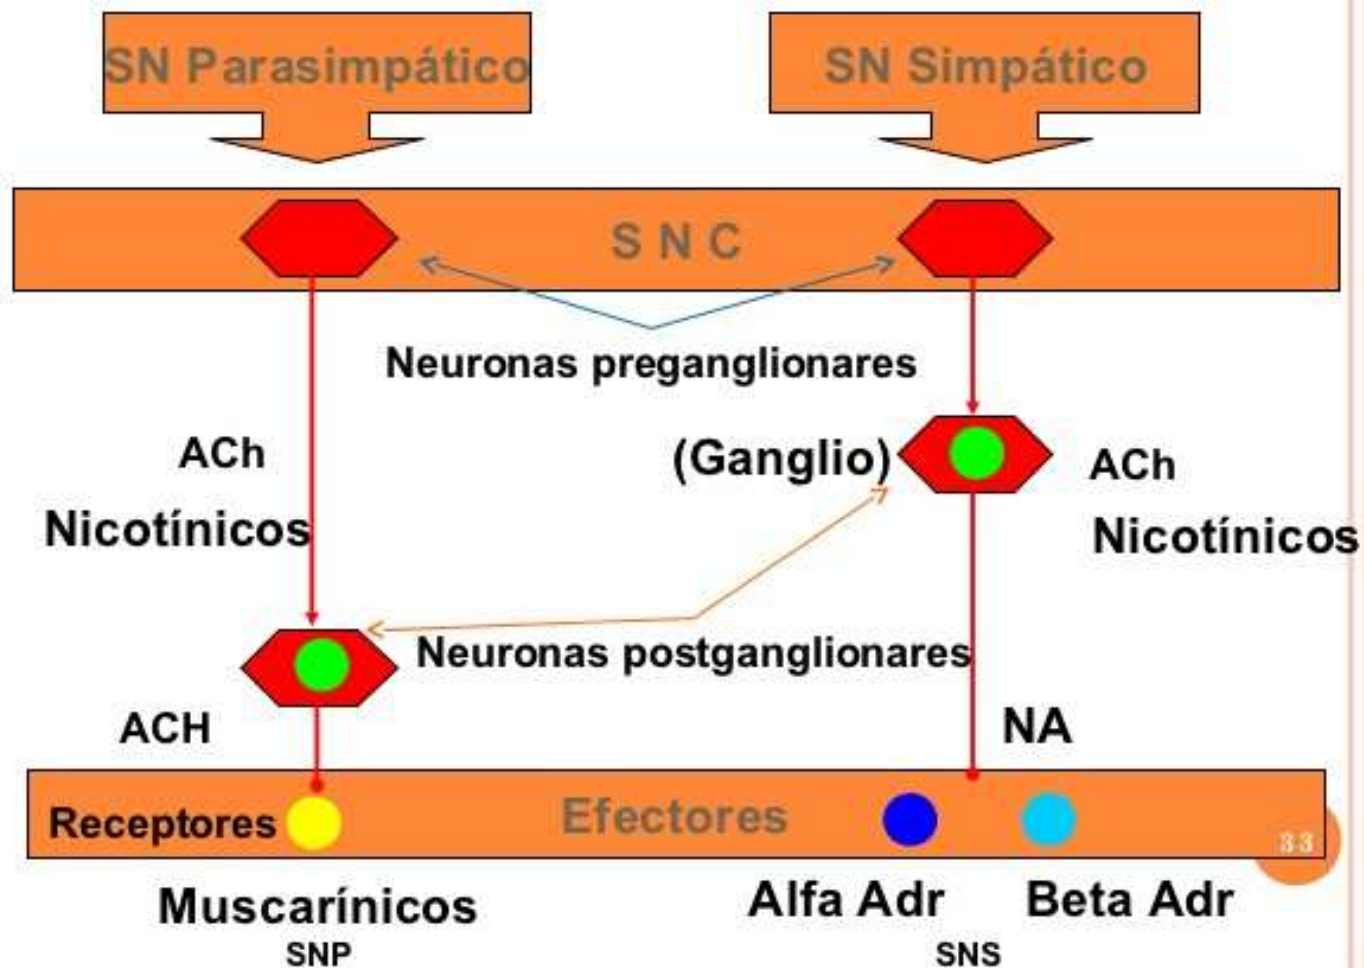 SN Parasimpático
SN Simpático
S N C
Neuronas preganglionares
ACh
(Ganglio)
ACh
Nicotínicos
Nicotínicos
Neuronas postganglionares
ACH
NA
Receptores
Efectores
33
Muscarínicos
Alfa Adr
Beta Adr
SNP
SNS